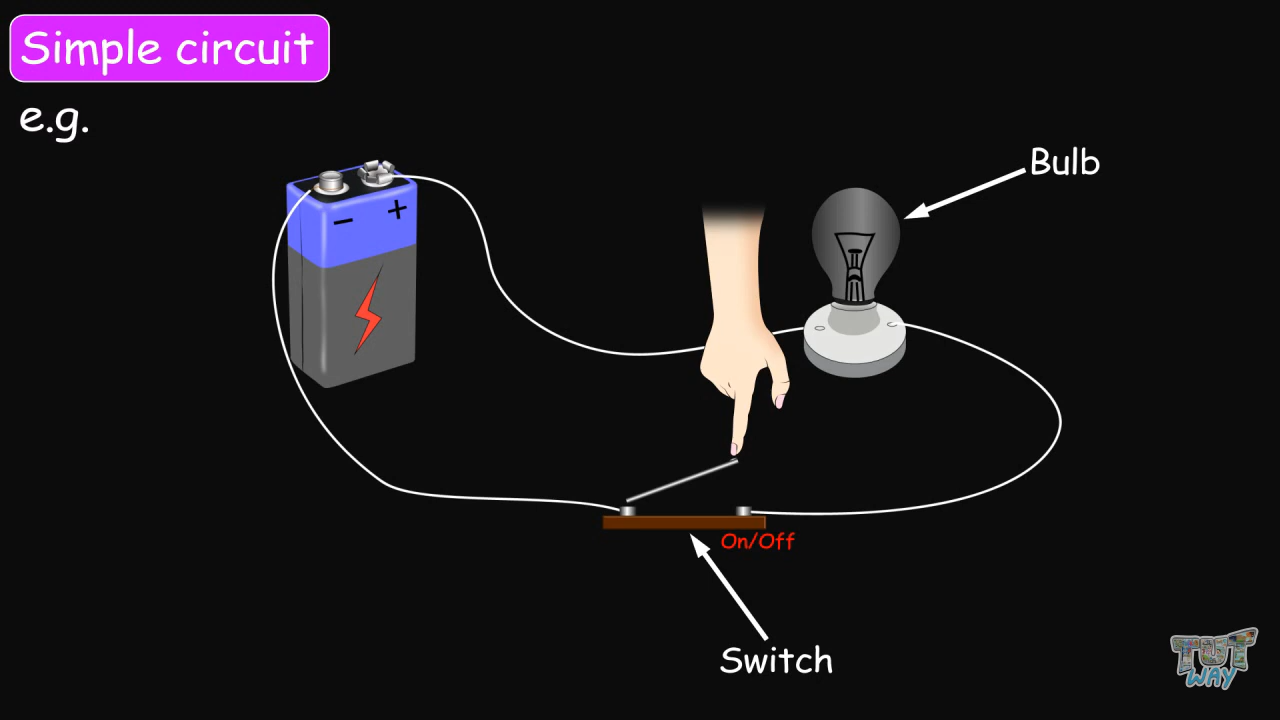 Simple circuit
e.g.
Bulb
− +
On/Off
Switch
TUT
WAY